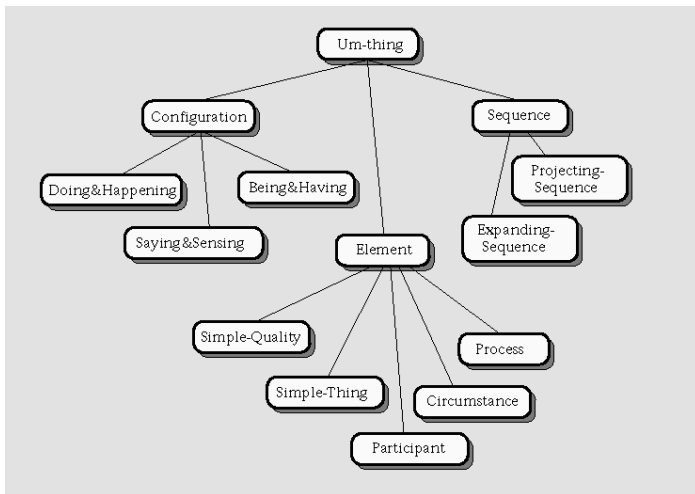 Um-thing
Configuration
Sequence
Doing&Happening
Being&Having
Projecting-
Sequence
Saying&Sensing
Element
Expanding-
Sequence
Simple-Quality
Process
Simple-Thing
Circumstance
Participant